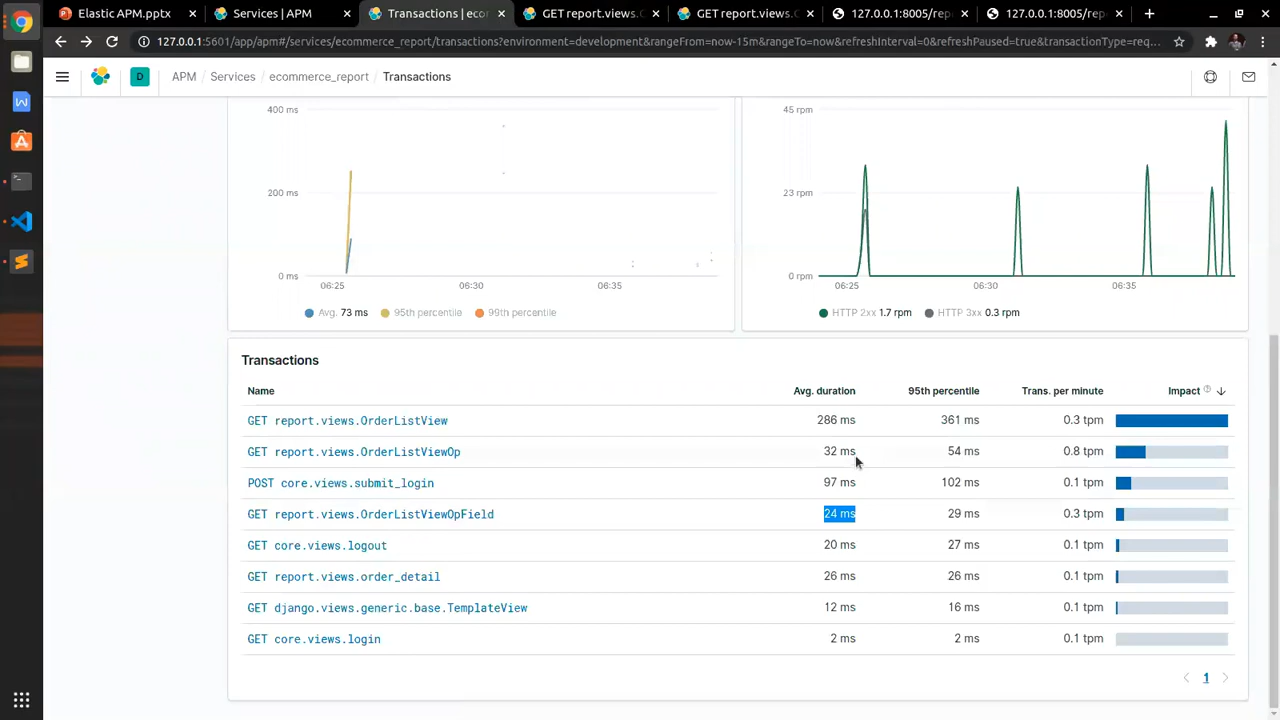 Elastic APM.pptx
Services | APM
Transactions | eco
GET report.views.O
GET report.views.O
127.0.0.1:8005/rep
127.0.0.1:8005/rep
127.0.0.1:5601/app/apm#/services/ecommerce_report/transactions?environment=development&rangeFrom=now-15m&rangeTo=now&refreshInterval=0&refreshPaused=true&transactionType=req...
D
APM / Services / ecommerce_report / Transactions
400 ms
200 ms
0 ms
06:25 06:30 06:35
Avg. 73 ms 95th percentile 99th percentile
45 rpm
23 rpm
0 rpm
06:25 06:30 06:35
HTTP 2xx 1.7 rpm HTTP 3xx 0.3 rpm
Transactions
Name Avg. duration 95th percentile Trans. per minute Impact
GET report.views.OrderListView 286 ms 361 ms 0.3 tpm
GET report.views.OrderListViewOp 32 ms 54 ms 0.8 tpm
POST core.views.submit_login 97 ms 102 ms 0.1 tpm
GET report.views.OrderListViewOpField 24 ms 29 ms 0.3 tpm
GET core.views.logout 20 ms 27 ms 0.1 tpm
GET report.views.order_detail 26 ms 26 ms 0.1 tpm
GET django.views.generic.base.TemplateView 12 ms 16 ms 0.1 tpm
GET core.views.login 2 ms 2 ms 0.1 tpm
1